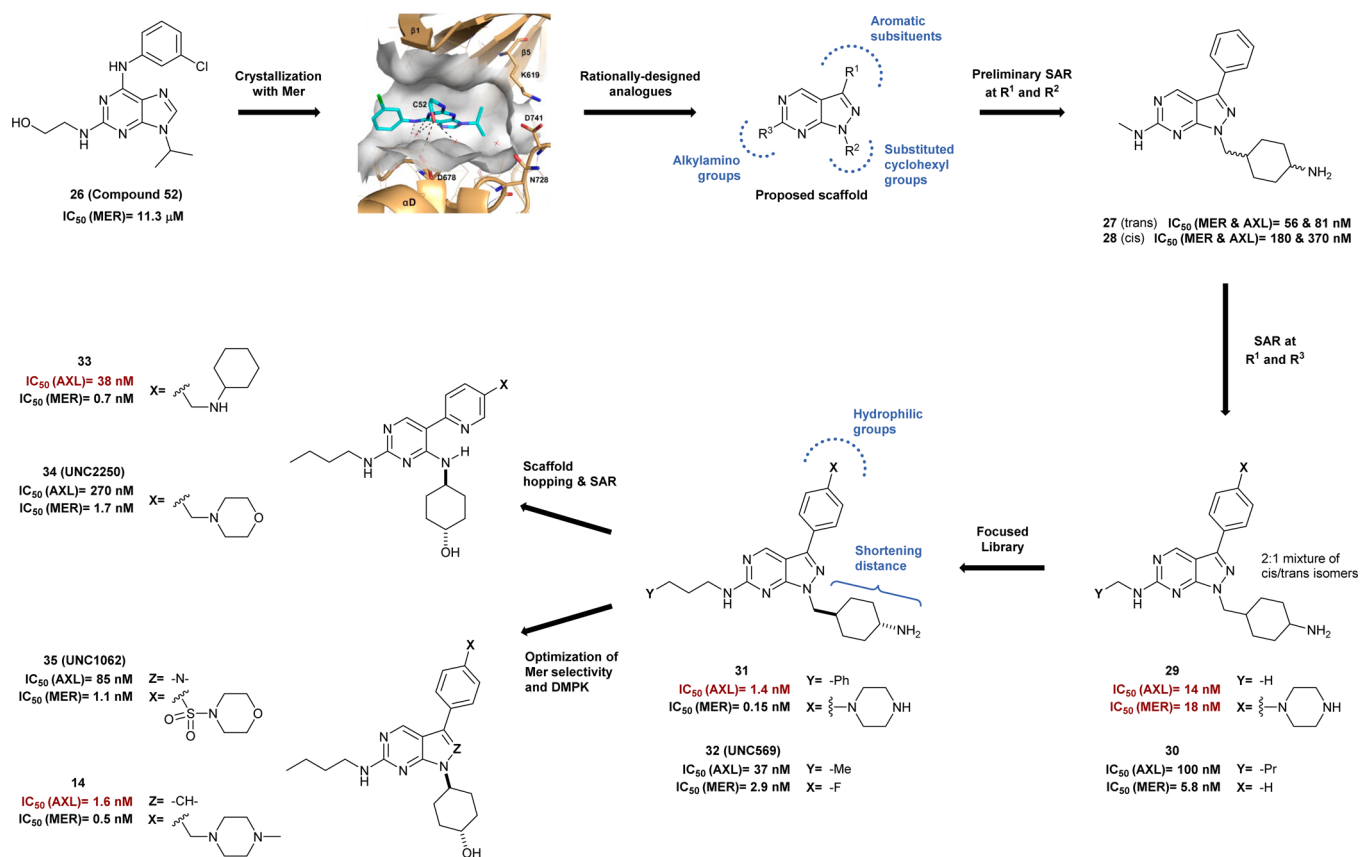 Cl
HN
N
N
N
N
HO
N
H
26 (Compound 52)
IC50 (MER)= 11.3 μM
Crystallization
with Mer
β1
β5
K619
C52
D741
D678
N728
αD
Rationally-designed
analogues
Aromatic
subsituents
R1
N
N
N
N
R3
R2
Alkylamino
groups
Substituted
cyclohexyl
groups
Proposed scaffold
Preliminary SAR
at R1 and R2
N
N
N
N
N
H
NH2
27 (trans) IC50 (MER & AXL)= 56 & 81 nM
28 (cis) IC50 (MER & AXL)= 180 & 370 nM
SAR at
R1 and R3
X
2:1 mixture of
cis/trans isomers
N
N
N
N
Y
N
H
NH2
29
IC50 (AXL)= 14 nM Y= -H
IC50 (MER)= 18 nM X= N NH
30
IC50 (AXL)= 100 nM Y= -Pr
IC50 (MER)= 5.8 nM X= -H
Focused
Library
Hydrophilic
groups
X
Shortening
distance
N
N
N
N
Y
N
H
NH2
31
IC50 (AXL)= 1.4 nM Y= -Ph
IC50 (MER)= 0.15 nM X= N NH
32 (UNC569)
IC50 (AXL)= 37 nM Y= -Me
IC50 (MER)= 2.9 nM X= -F
Scaffold
hopping & SAR
X
N
N
N
N
H
N
H
OH
33
IC50 (AXL)= 38 nM
IC50 (MER)= 0.7 nM
X=
NH
34 (UNC2250)
IC50 (AXL)= 270 nM
IC50 (MER)= 1.7 nM
X=
N
O
Optimization of
Mer selectivity
and DMPK
X
N
N
Z
N
N
H
OH
35 (UNC1062)
IC50 (AXL)= 85 nM Z= -N-
IC50 (MER)= 1.1 nM X=
O
S
N
O
O
14
IC50 (AXL)= 1.6 nM Z= -CH-
IC50 (MER)= 0.5 nM X=
N
N